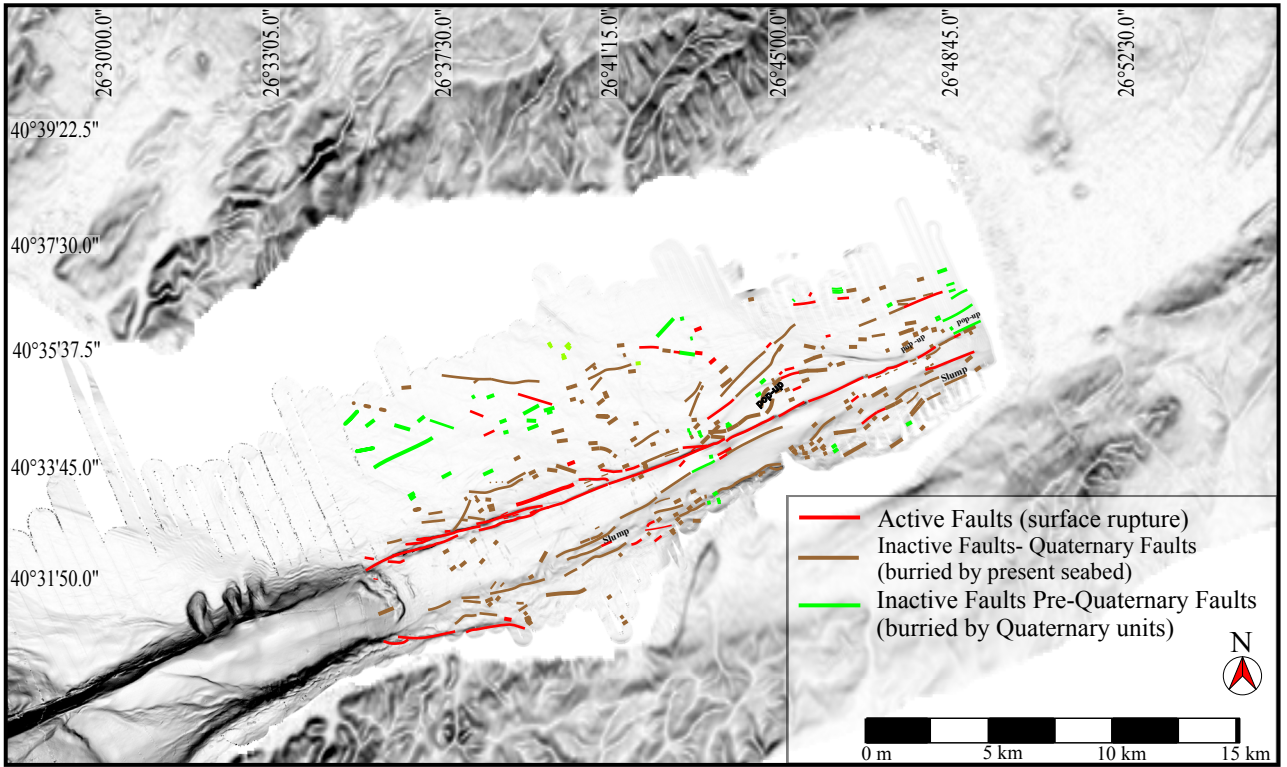 26°30'00.0"
26°33'05.0"
26°37'30.0"
26°41'15.0"
26°45'00.0"
26°48'45.0"
26°52'30.0"
40°39'22.5"
40°37'30.0"
40°35'37.5"
40°33'45.0"
40°31'50.0"
pop-up
pop-up
pop-up
Slump
Slump
Active Faults (surface rupture)
Inactive Faults- Quaternary Faults
(burried by present seabed)
Inactive Faults Pre-Quaternary Faults
(burried by Quaternary units)
N
0 m
5 km
10 km
15 km